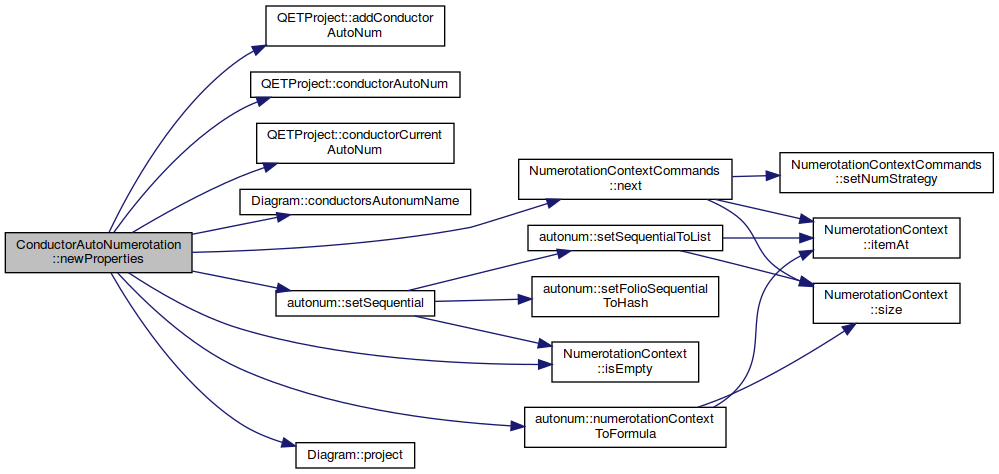 QETProject::addConductor
AutoNum
QETProject::conductorAutoNum
QETProject::conductorCurrent
AutoNum
Diagram::conductorsAutonumName
ConductorAutoNumerotation
::newProperties
autonum::setSequential
Diagram::project
NumerotationContextCommands
::next
autonum::setSequentialToList
autonum::setFolioSequential
ToHash
NumerotationContext
::isEmpty
autonum::numerotationContext
ToFormula
NumerotationContextCommands
::setNumStrategy
NumerotationContext
::itemAt
NumerotationContext
::size